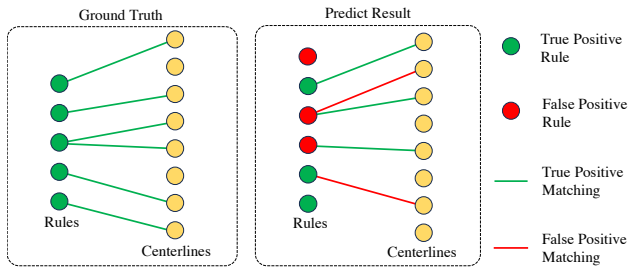 Ground Truth
Predict Result
Rules
Centerlines
Rules
Centerlines
True Positive
Rule
False Positive
Rule
True Positive
Matching
False Positive
Matching